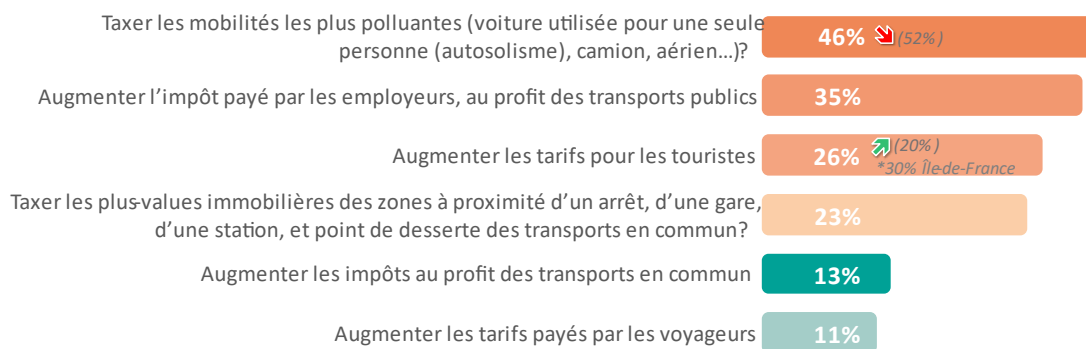 Taxer les mobilités les plus polluantes (voiture utilisée pour une seule
personne (autosolisme), camion, aérien…)?
46% (52%)
Augmenter l’impôt payé par les employeurs, au profit des transports publics
35%
Augmenter les tarifs pour les touristes
26% (20%)
*30% Île-de-France
Taxer les plus-values immobilières des zones à proximité d’un arrêt, d’une gare,
d’une station, et point de desserte des transports en commun?
23%
Augmenter les impôts au profit des transports en commun
13%
Augmenter les tarifs payés par les voyageurs
11%